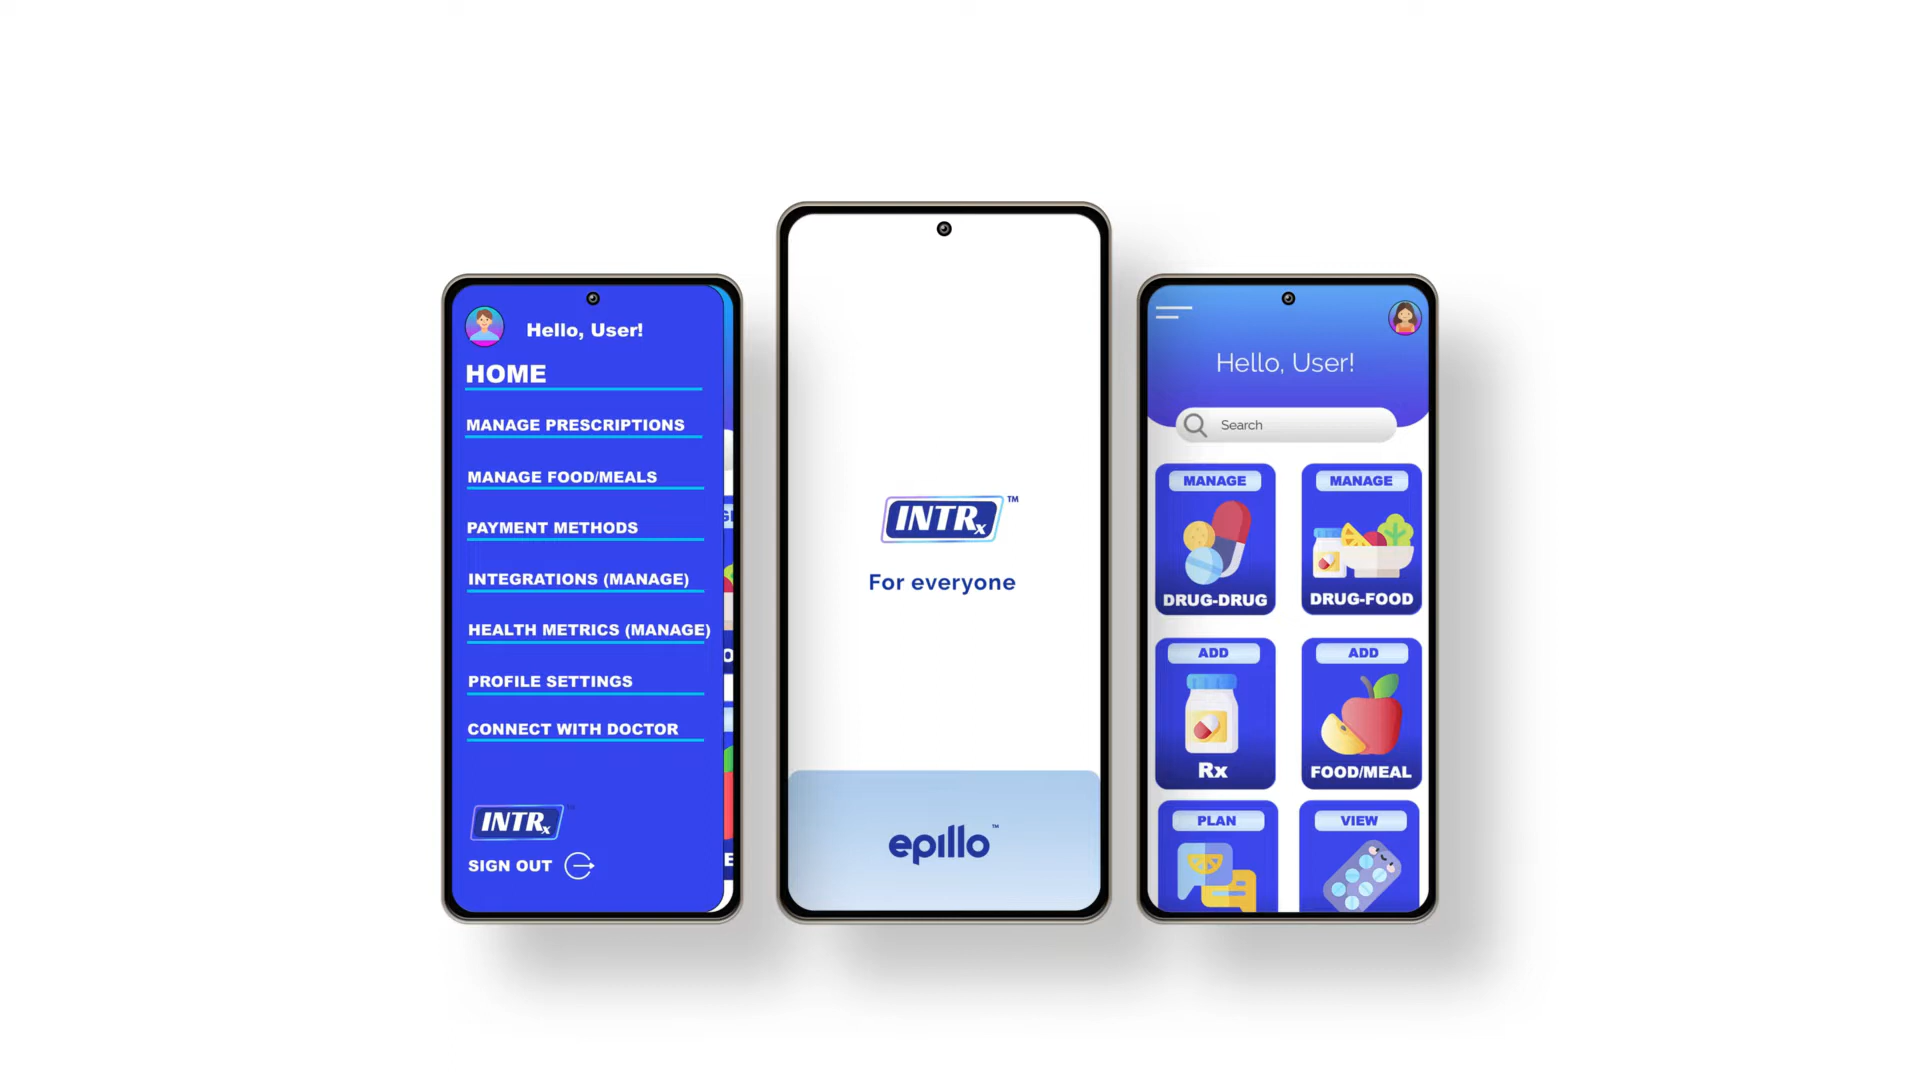 Hello, User!
HOME
MANAGE PRESCRIPTIONS
MANAGE FOOD/MEALS
PAYMENT METHODS
INTEGRATIONS (MANAGE)
HEALTH METRICS (MANAGE)
PROFILE SETTINGS
CONNECT WITH DOCTOR
INTRx
SIGN OUT
INTRx™
For everyone
epillo™
Hello, User!
Search
MANAGE
DRUG-DRUG
MANAGE
DRUG-FOOD
ADD
Rx
ADD
FOOD/MEAL
PLAN
VIEW